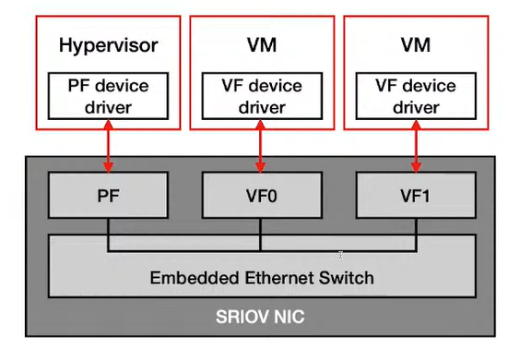 Hypervisor
VM
VM
PF device
driver
VF device
driver
VF device
driver
PF
VF0
VF1
Embedded Ethernet Switch
SRIOV NIC